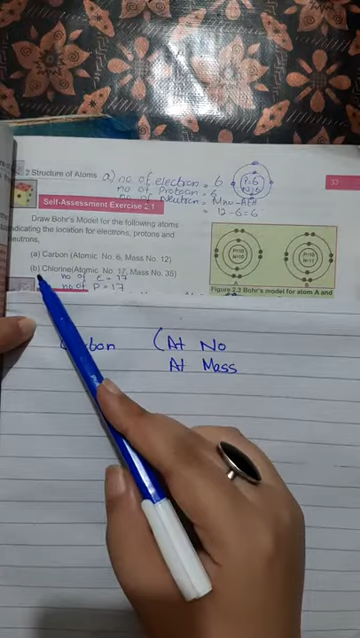 2 Structure of Atoms
a) no of electron = 6
no of proton = 6
no of neutron = M no - At#
= 12 - 6 = 6
P:6
N:6
33
Self-Assessment Exercise 2.1
Draw Bohr's Model for the following atoms
indicating the location for electrons, protons and
neutrons,
(a) Carbon (Atomic. No. 6, Mass No. 12)
(b) Chlorine(Atomic. No. 17, Mass No. 35)
no of e = 17
no of P = 17
Figure 2.3 Bohr's model for atom A and
(At No
At Mass